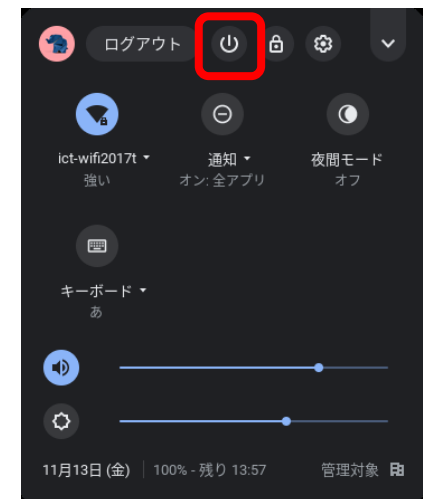 ログアウト
ict-wifi2017t
強い
通知
オン: 全アプリ
夜間モード
オフ
キーボード
あ
11月13日 (金) 100% - 残り 13:57 管理対象